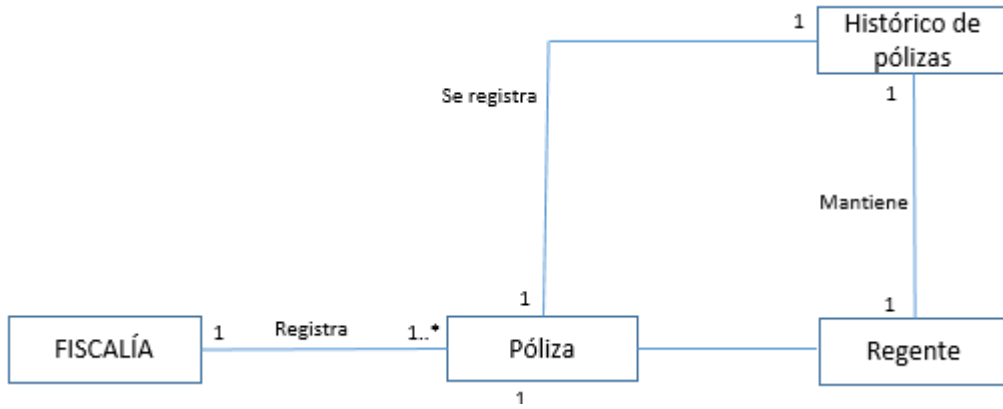 1
Histórico de
pólizas
Se registra
1
Mantiene
1
1
FISCALÍA
1
Registra
1..*
Póliza
Regente
1